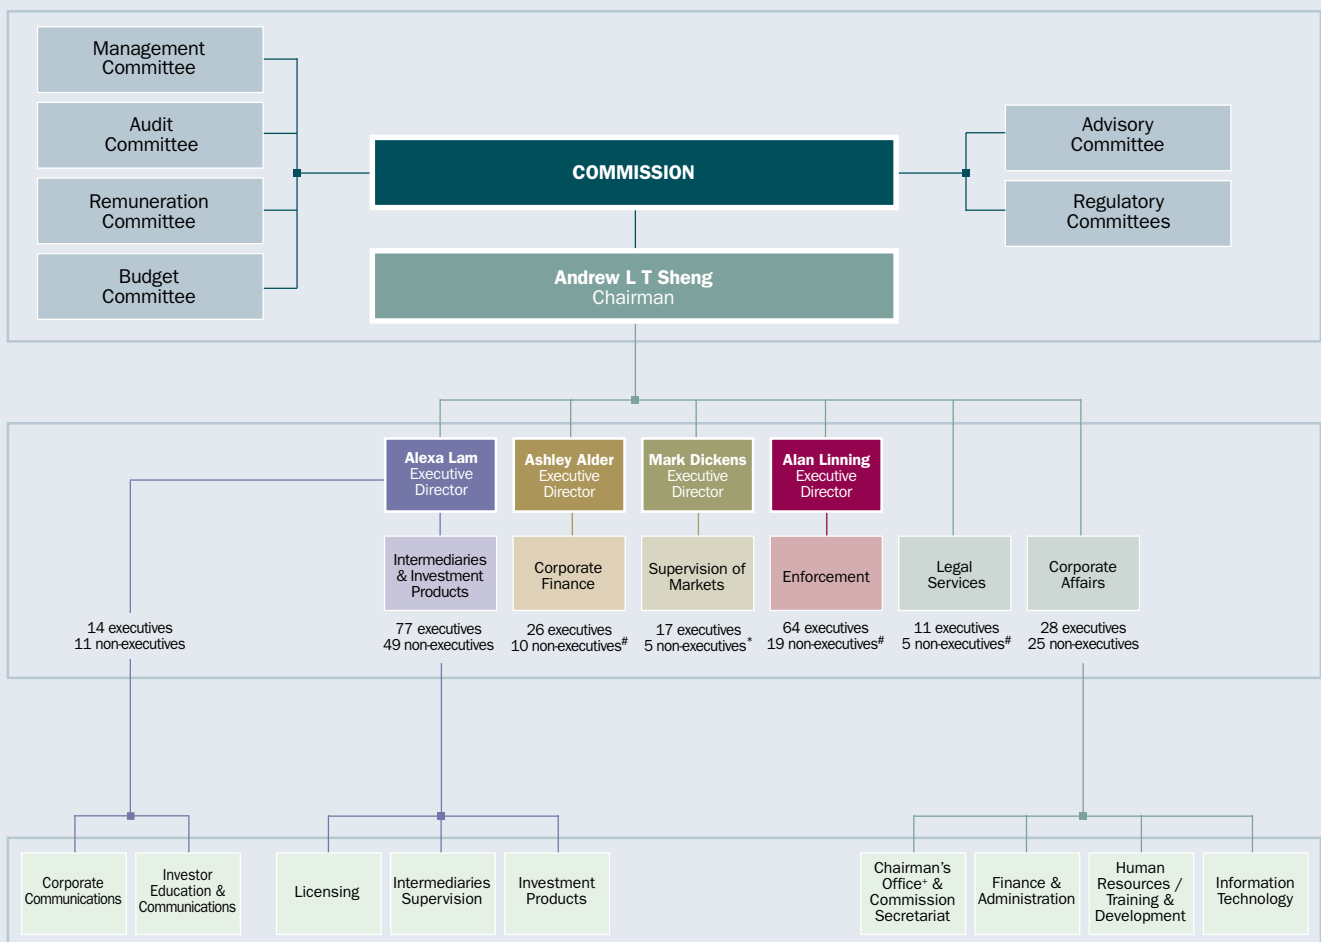 Management
Committee
Audit
Committee
Remuneration
Committee
Budget
Committee
COMMISSION
Andrew L T Sheng
Chairman
Advisory
Committee
Regulatory
Committees
Alexa Lam
Executive
Director
Ashley Alder
Executive
Director
Mark Dickens
Executive
Director
Alan Linning
Executive
Director
Intermediaries
& Investment
Products
Corporate
Finance
Supervision of
Markets
Enforcement
Legal
Services
Corporate
Affairs
14 executives
11 non-executives
77 executives
49 non-executives
26 executives
10 non-executives#
17 executives
5 non-executives*
64 executives
19 non-executives#
11 executives
5 non-executives#
28 executives
25 non-executives
Corporate
Communications
Investor
Education &
Communications
Licensing
Intermediaries
Supervision
Investment
Products
Chairman's
Office+ &
Commission
Secretariat
Finance &
Administration
Human
Resources /
Training &
Development
Information
Technology